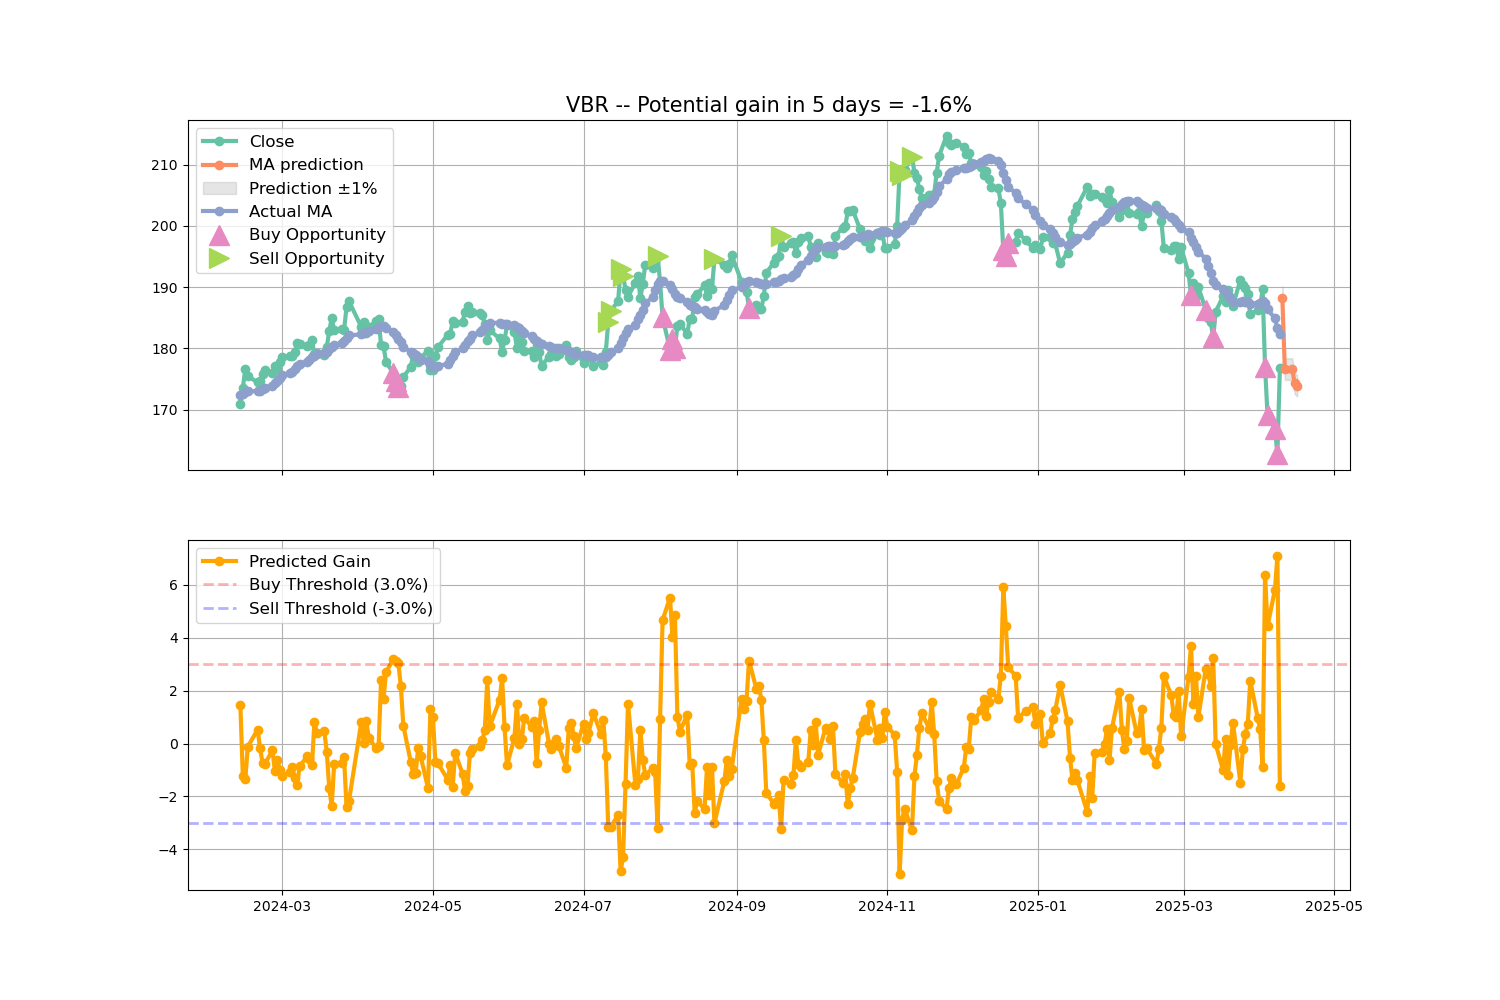 VBR -- Potential gain in 5 days = -1.6%
Close
MA prediction
Prediction ±1%
Actual MA
Buy Opportunity
Sell Opportunity
210
200
190
180
170
Predicted Gain
Buy Threshold (3.0%)
Sell Threshold (-3.0%)
6
4
2
0
−2
−4
2024-03
2024-05
2024-07
2024-09
2024-11
2025-01
2025-03
2025-05